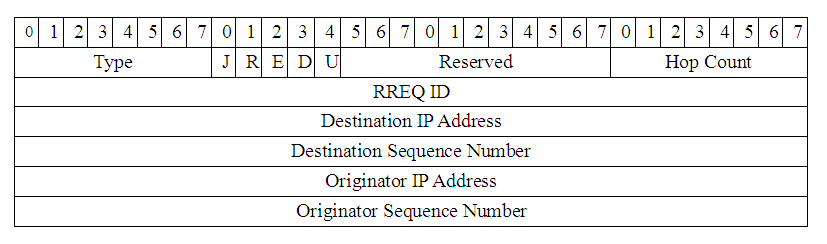 0 1 2 3 4 5 6 7 0 1 2 3 4 5 6 7 0 1 2 3 4 5 6 7 0 1 2 3 4 5 6 7
Type J R E D U Reserved Hop Count
RREQ ID
Destination IP Address
Destination Sequence Number
Originator IP Address
Originator Sequence Number